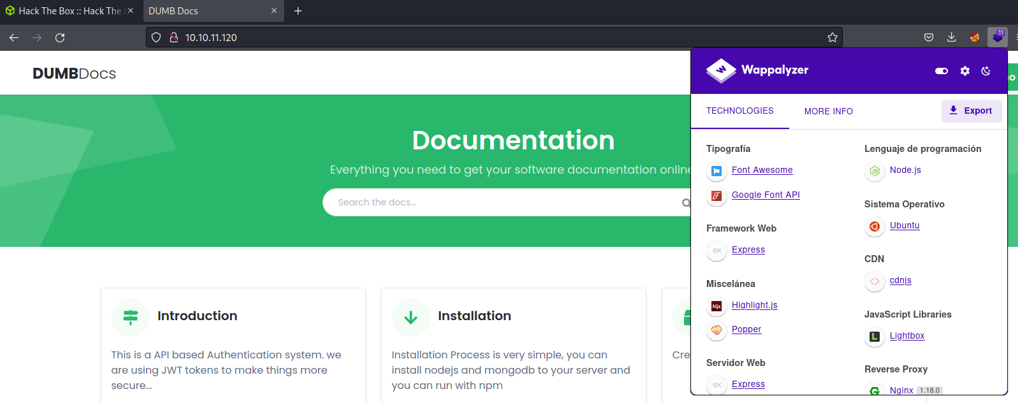 Hack The Box :: Hack The
DUMB Docs
10.10.11.120
11
DUMBDocs
Documentation
Everything you need to get your software documentation online
Search the docs...
Introduction
This is a API based Authentication system. we
are using JWT tokens to make things more
secure...
Installation
Installation Process is very simple, you can
install nodejs and mongodb to your server and
you can run with npm
Cre
Wappalyzer
TECHNOLOGIES
MORE INFO
Export
Tipografía
Font Awesome
Google Font API
Framework Web
ex
Express
Miscelánea
hljs
Highlight.js
Popper
Servidor Web
ex
Express
Lenguaje de programación
Node.js
Sistema Operativo
Ubuntu
CDN
cdnjs
JavaScript Libraries
L
Lightbox
Reverse Proxy
Nginx 1.18.0